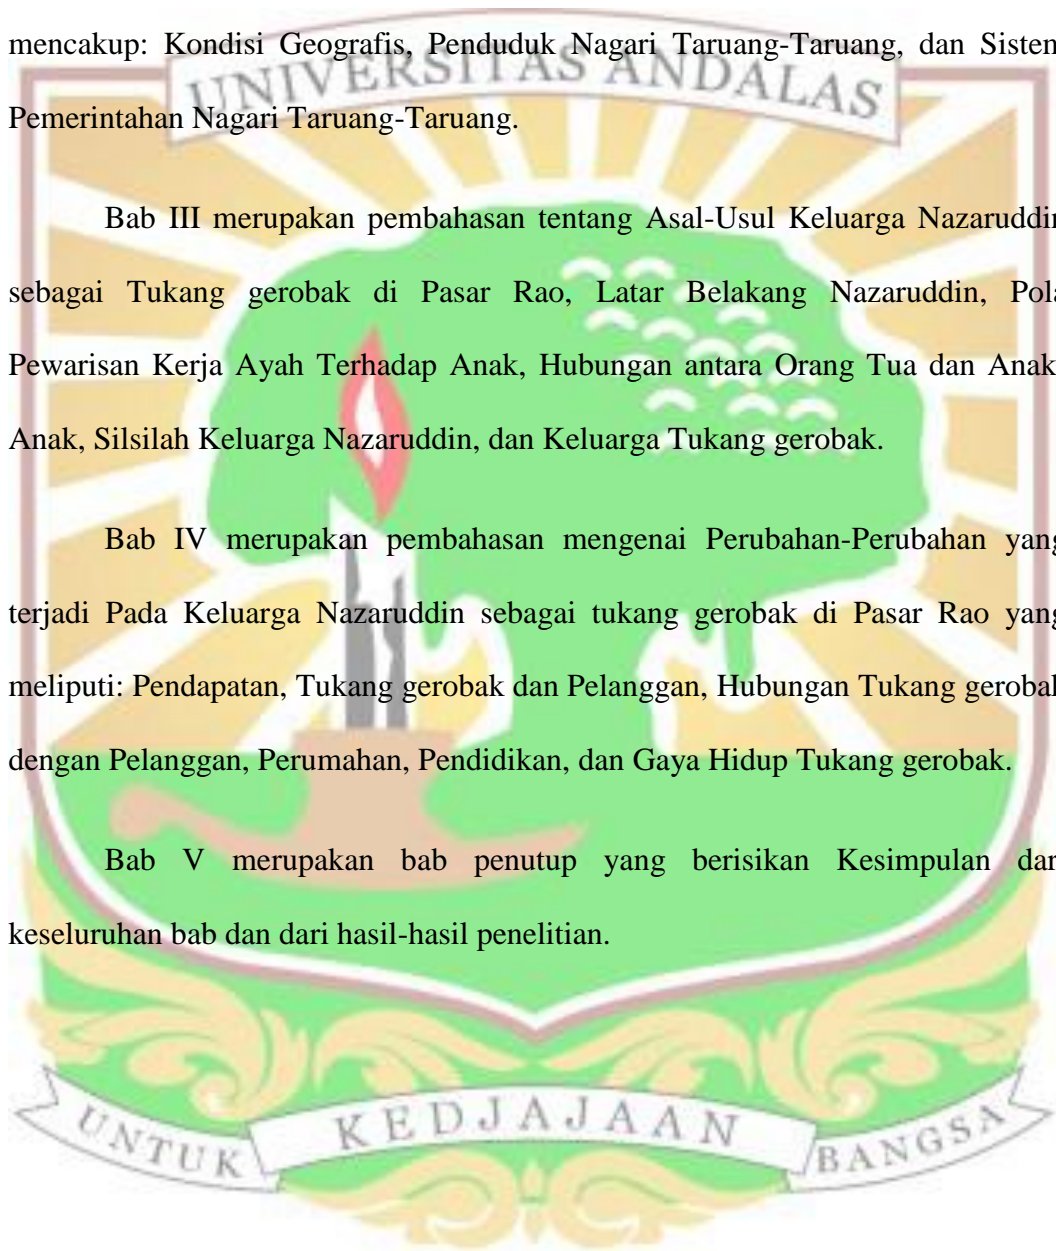 mencakup: Kondisi Geografis, Penduduk Nagari Taruang-Taruang, dan Sistem
UNIVERSITAS ANDALAS
Pemerintahan Nagari Taruang-Taruang.
Bab III merupakan pembahasan tentang Asal-Usul Keluarga Nazaruddin
sebagai Tukang gerobak di Pasar Rao, Latar Belakang Nazaruddin, Pola
Pewarisan Kerja Ayah Terhadap Anak, Hubungan antara Orang Tua dan Anak
Anak, Silsilah Keluarga Nazaruddin, dan Keluarga Tukang gerobak.
Bab IV merupakan pembahasan mengenai Perubahan-Perubahan yang
terjadi Pada Keluarga Nazaruddin sebagai tukang gerobak di Pasar Rao yang
meliputi: Pendapatan, Tukang gerobak dan Pelanggan, Hubungan Tukang gerobak
dengan Pelanggan, Perumahan, Pendidikan, dan Gaya Hidup Tukang gerobak.
Bab V merupakan bab penutup yang berisikan Kesimpulan dari
keseluruhan bab dan dari hasil-hasil penelitian.
UNTUK KEDJAJAAN BANGSA